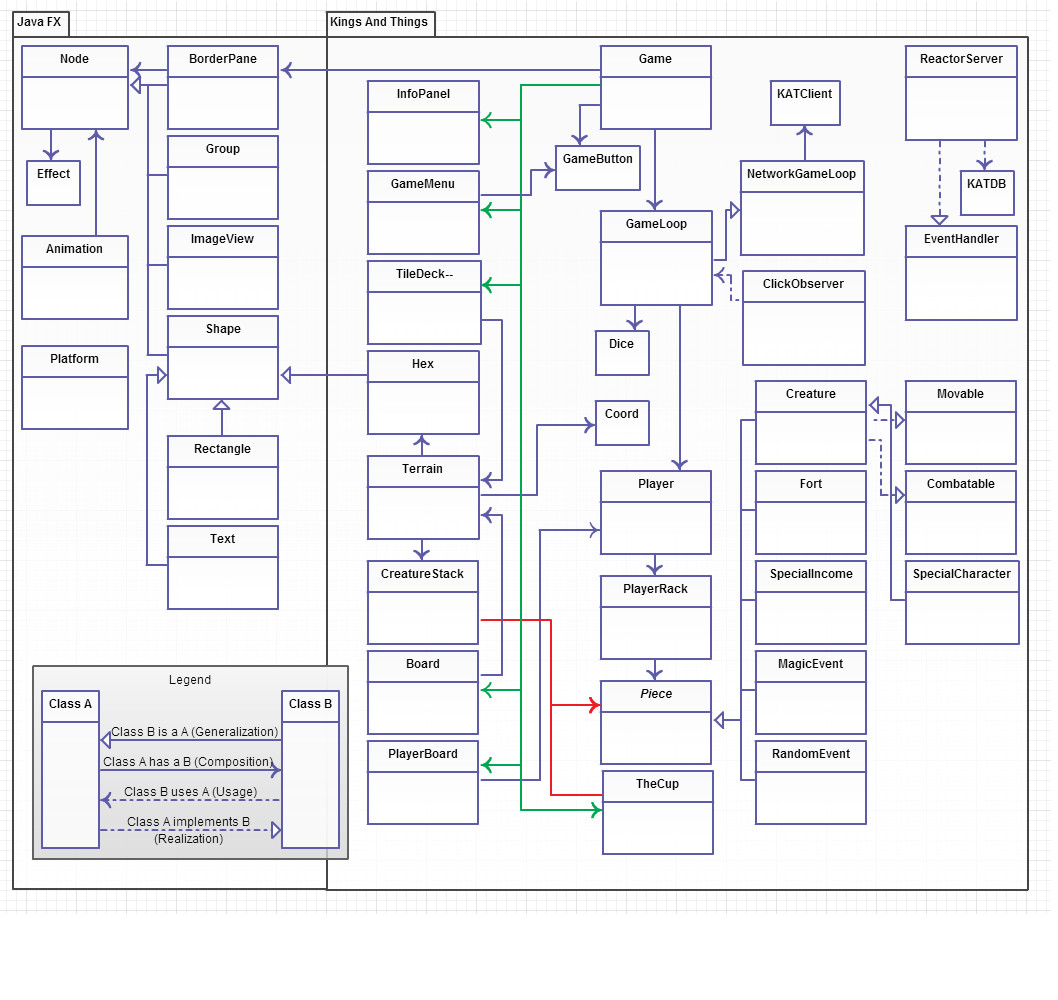 Java FX
Kings And Things
Node
BorderPane
Game
ReactorServer
InfoPanel
KATClient
Group
GameButton
Effect
GameMenu
NetworkGameLoop
KATDB
GameLoop
Animation
ImageView
EventHandler
TileDeck--
ClickObserver
Shape
Dice
Platform
Hex
Creature
Movable
Coord
Rectangle
Terrain
Player
Fort
Combatable
Text
CreatureStack
PlayerRack
SpecialIncome
SpecialCharacter
Board
MagicEvent
Piece
PlayerBoard
RandomEvent
TheCup
Legend
Class A
Class B
Class B is a A (Generalization)
Class A has a B (Composition)
Class B uses A (Usage)
Class A implements B
(Realization)